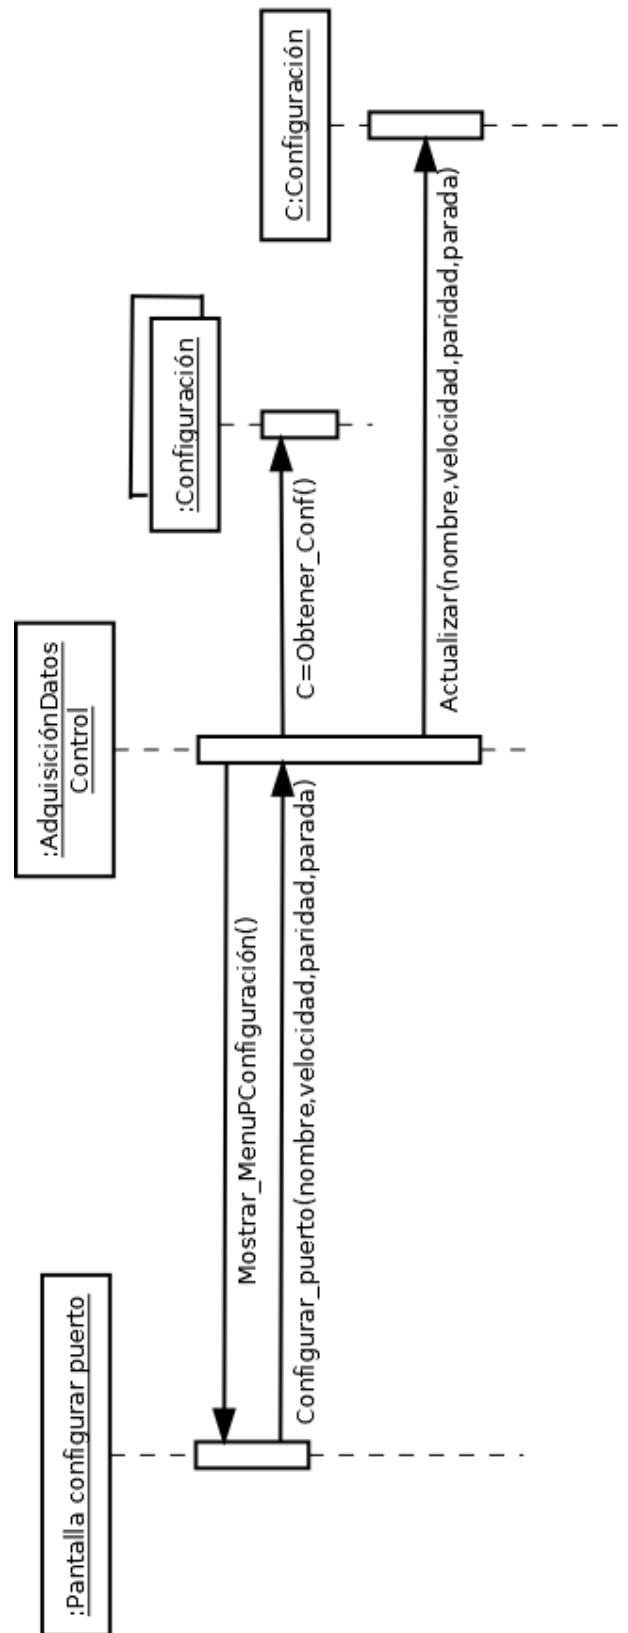 :Pantalla configurar puerto
:AdquisiciónDatos
Control
:Configuración
C:Configuración
Mostrar_MenuPConfiguración()
Configurar_puerto(nombre,velocidad,paridad,parada)
C=Obtener_Conf()
Actualizar(nombre,velocidad,paridad,parada)